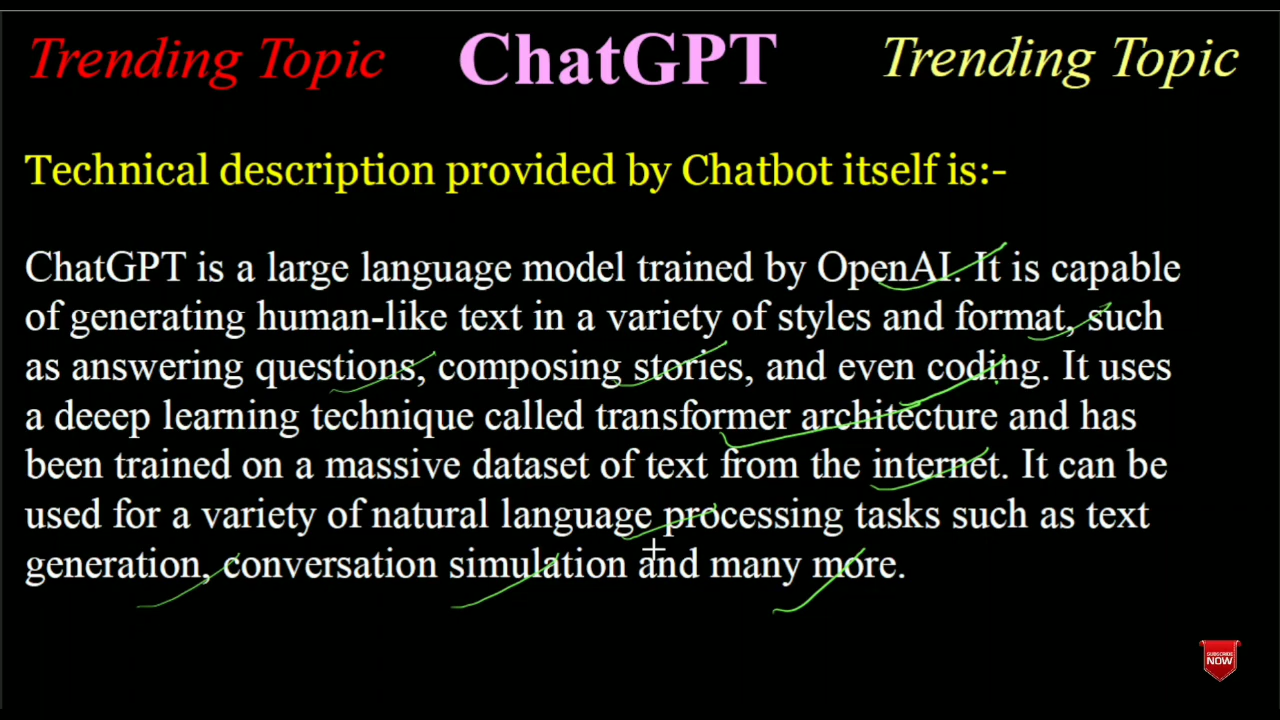 Trending Topic ChatGPT Trending Topic
Technical description provided by Chatbot itself is:-
ChatGPT is a large language model trained by OpenAI. It is capable
of generating human-like text in a variety of styles and format, such
as answering questions, composing stories, and even coding. It uses
a deeep learning technique called transformer architecture and has
been trained on a massive dataset of text from the internet. It can be
used for a variety of natural language processing tasks such as text
generation, conversation simulation and many more.
SUBSCRIBE
NOW